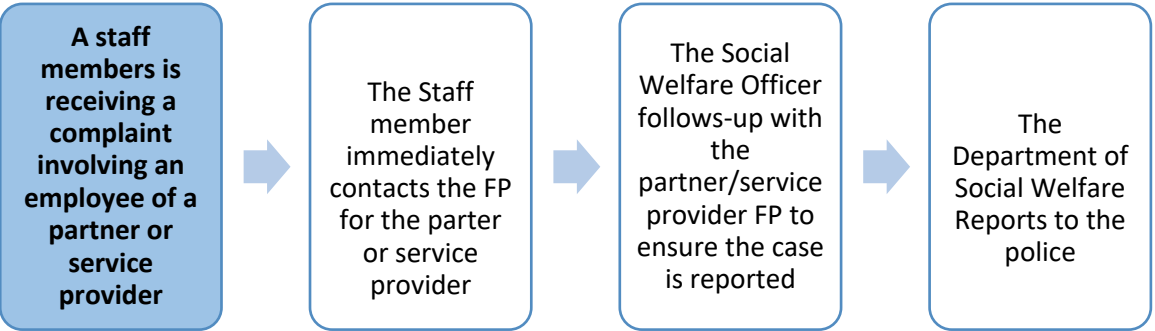 A staff
members is
receiving a
complaint
involving an
employee of a
partner or
service
provider
The Staff
member
immediately
contacts the FP
for the parter
or service
provider
The Social
Welfare Officer
follows-up with
the
partner/service
provider FP to
ensure the case
is reported
The
Department of
Social Welfare
Reports to the
police